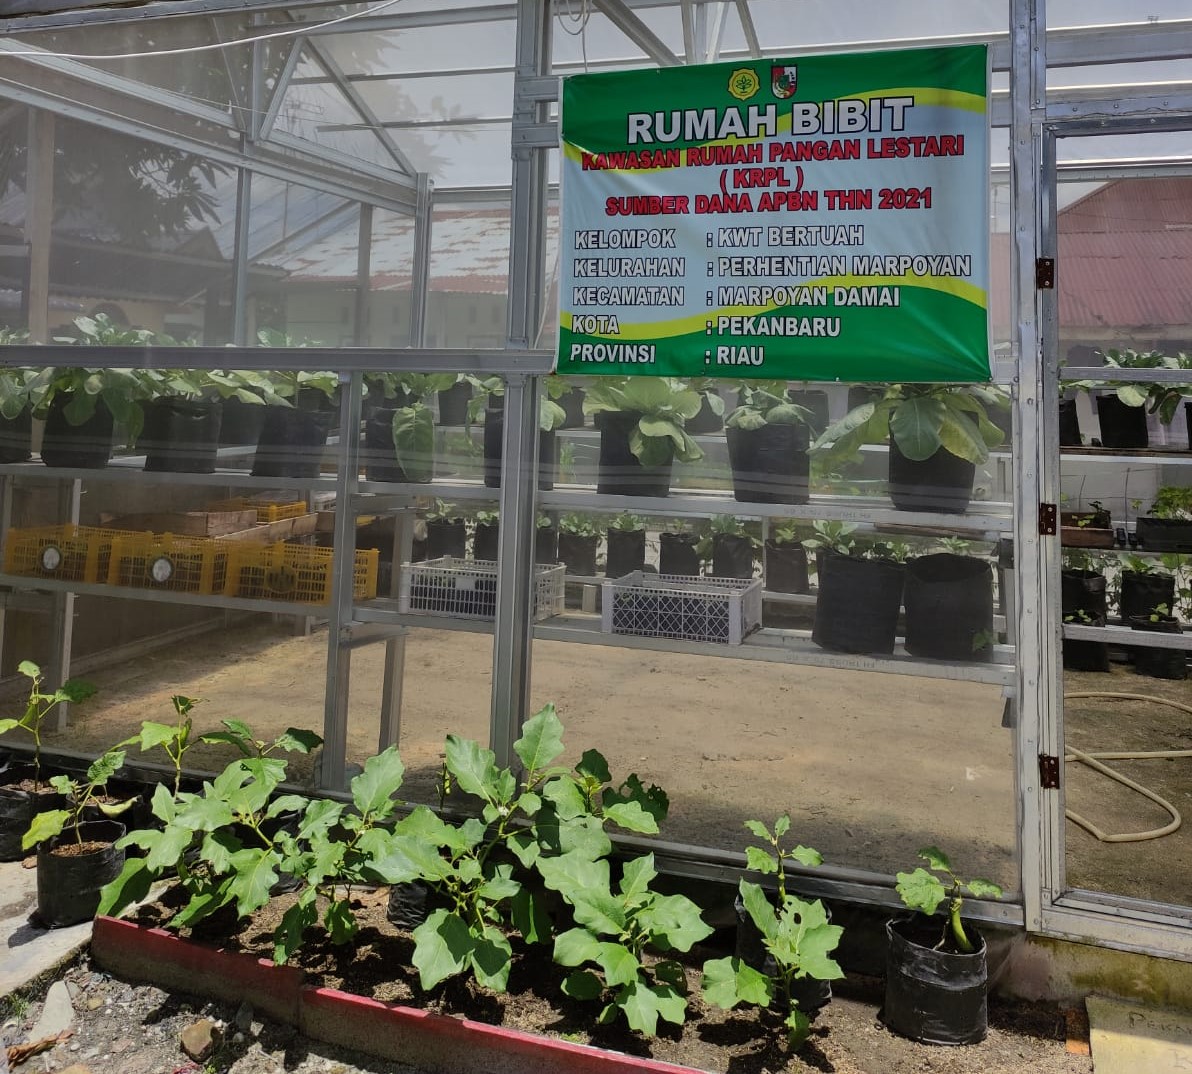 RUMAH BIBIT
KAWASAN RUMAH PANGAN LESTARI
( KRPL )
SUMBER DANA APBN THN 2021
KELOMPOK : KWT BERTUAH
KELURAHAN : PERHENTIAN MARPOYAN
KECAMATAN : MARPOYAN DAMAI
KOTA : PEKANBARU
PROVINSI : RIAU